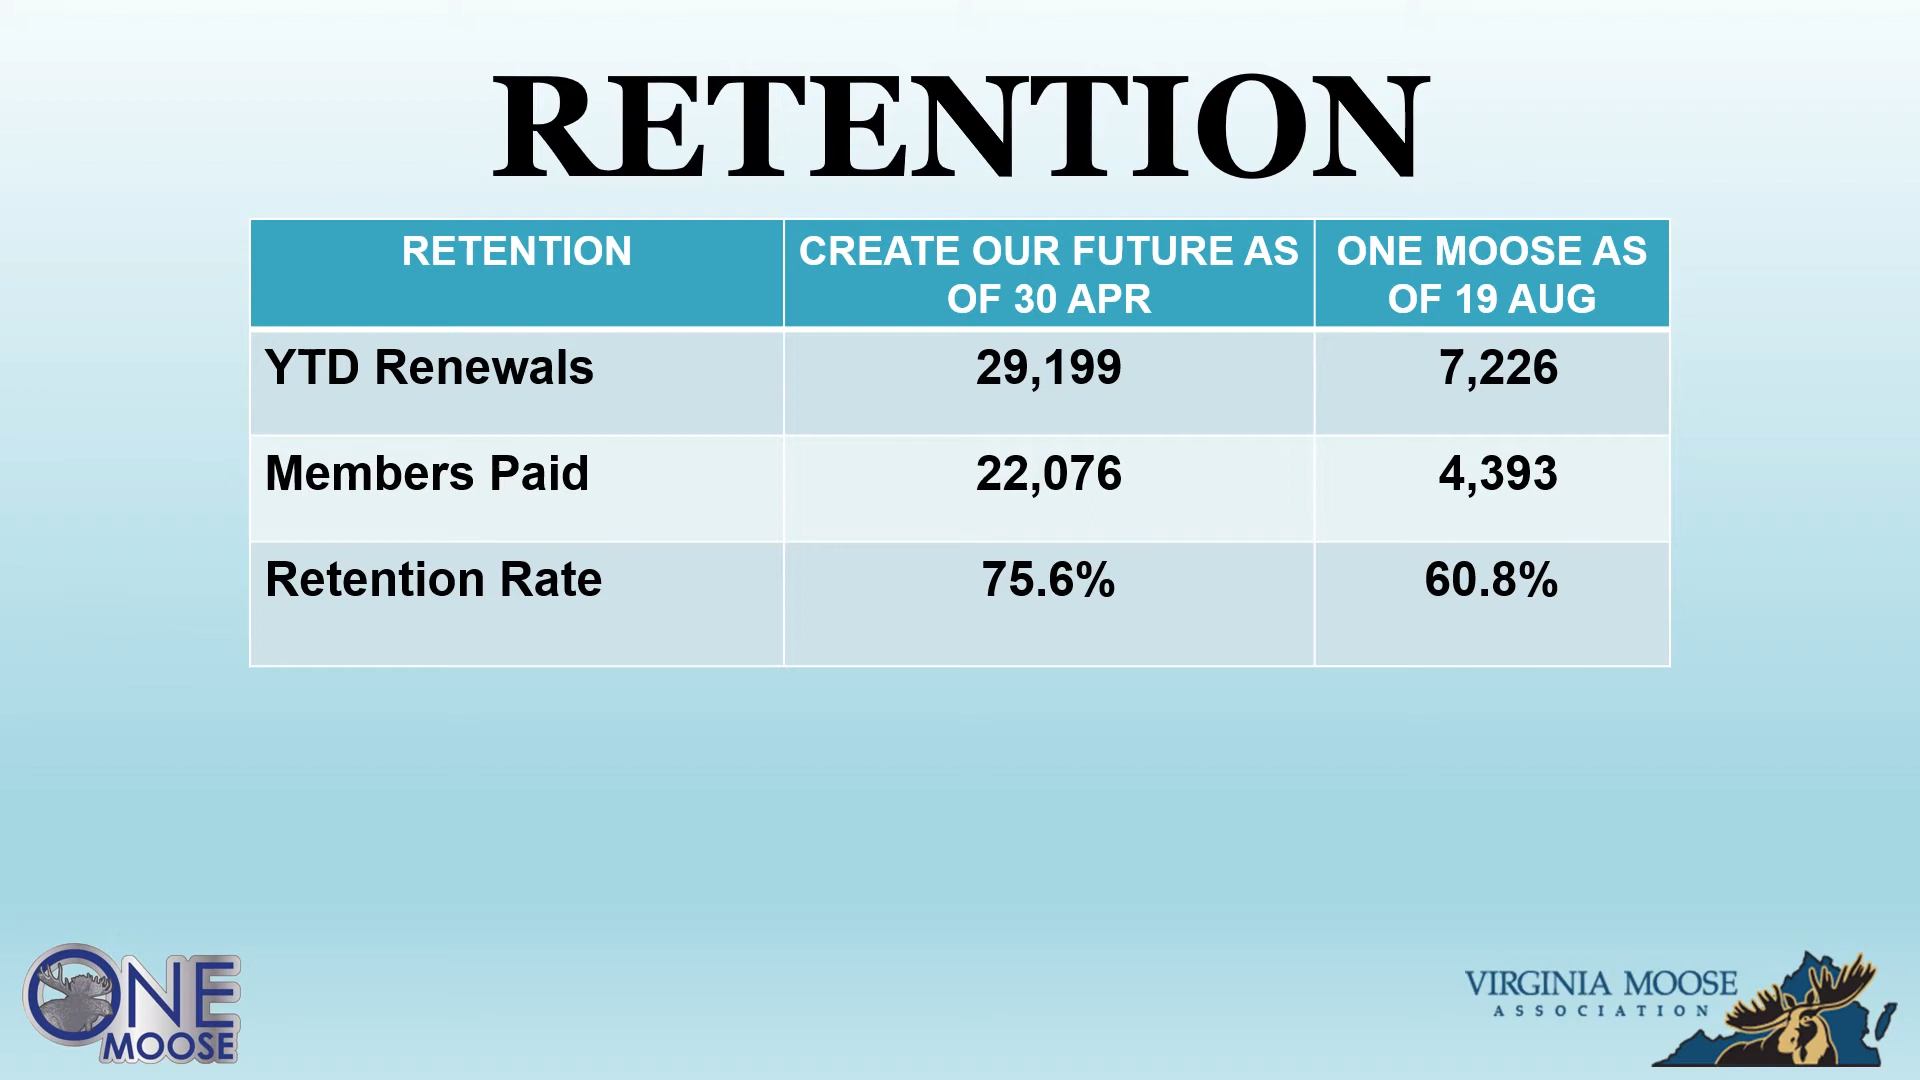 RETENTION
RETENTION
CREATE OUR FUTURE AS
OF 30 APR
ONE MOOSE AS
OF 19 AUG
YTD Renewals 29,199 7,226
Members Paid 22,076 4,393
Retention Rate 75.6% 60.8%
ONE
MOOSE
VIRGINIA MOOSE
ASSOCIATION